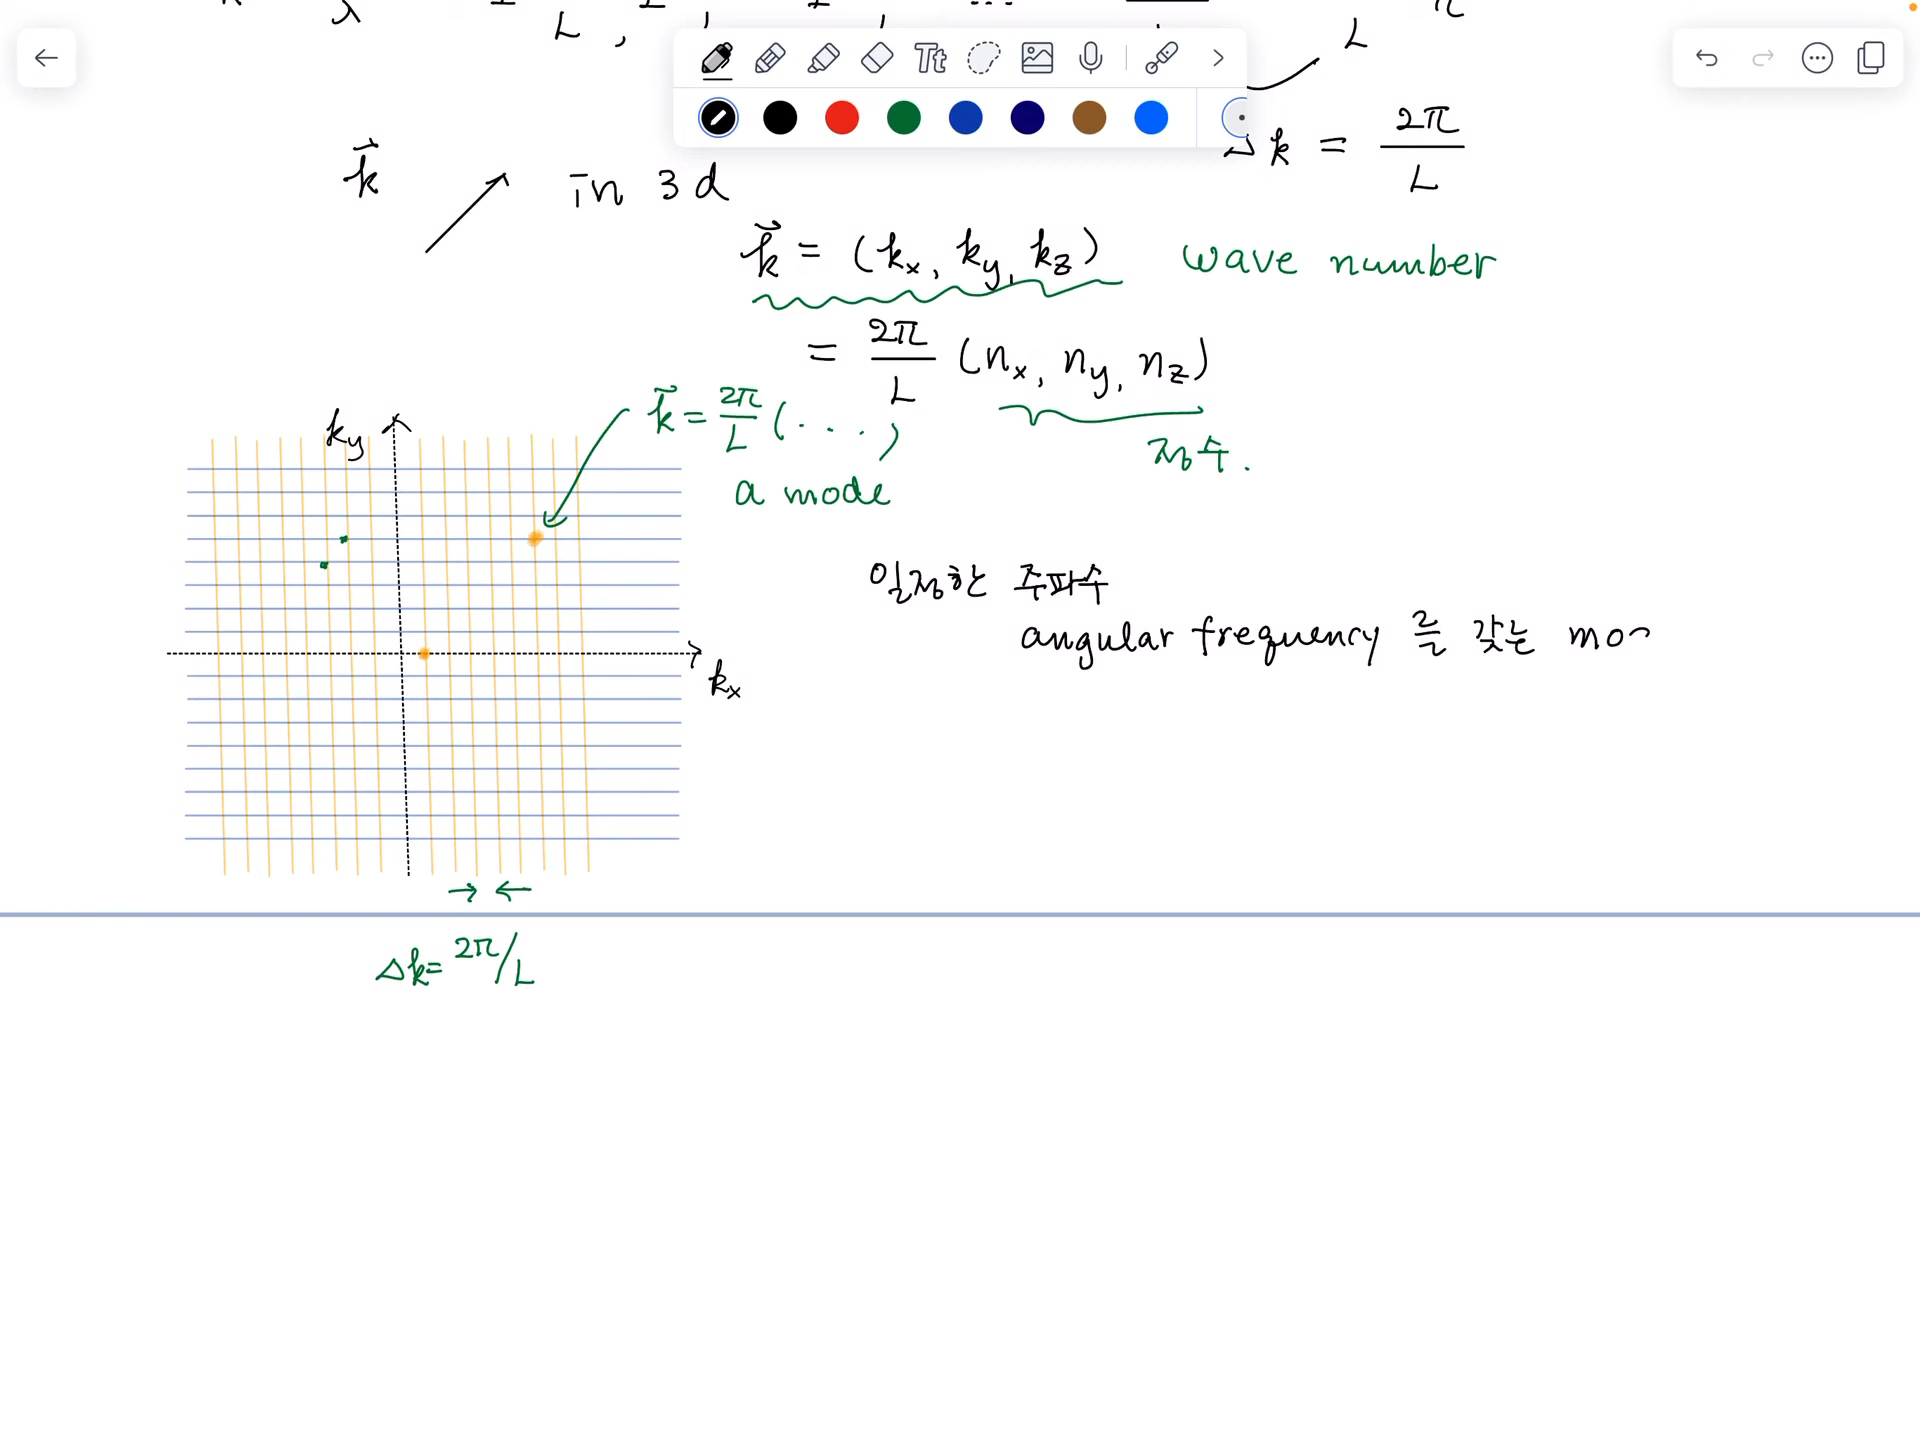 λ
L ,
L
Δk = 2π/L
k⃗
in 3d
k⃗ = (kx, ky, kz) wave number
= 2π/L (nx, ny, nz)
정수.
k⃗ = 2π/L (. . . )
a mode
ky
kx
일정한 주파수
angular frequency 를 갖는 mo
Δk= 2π/L
Tt